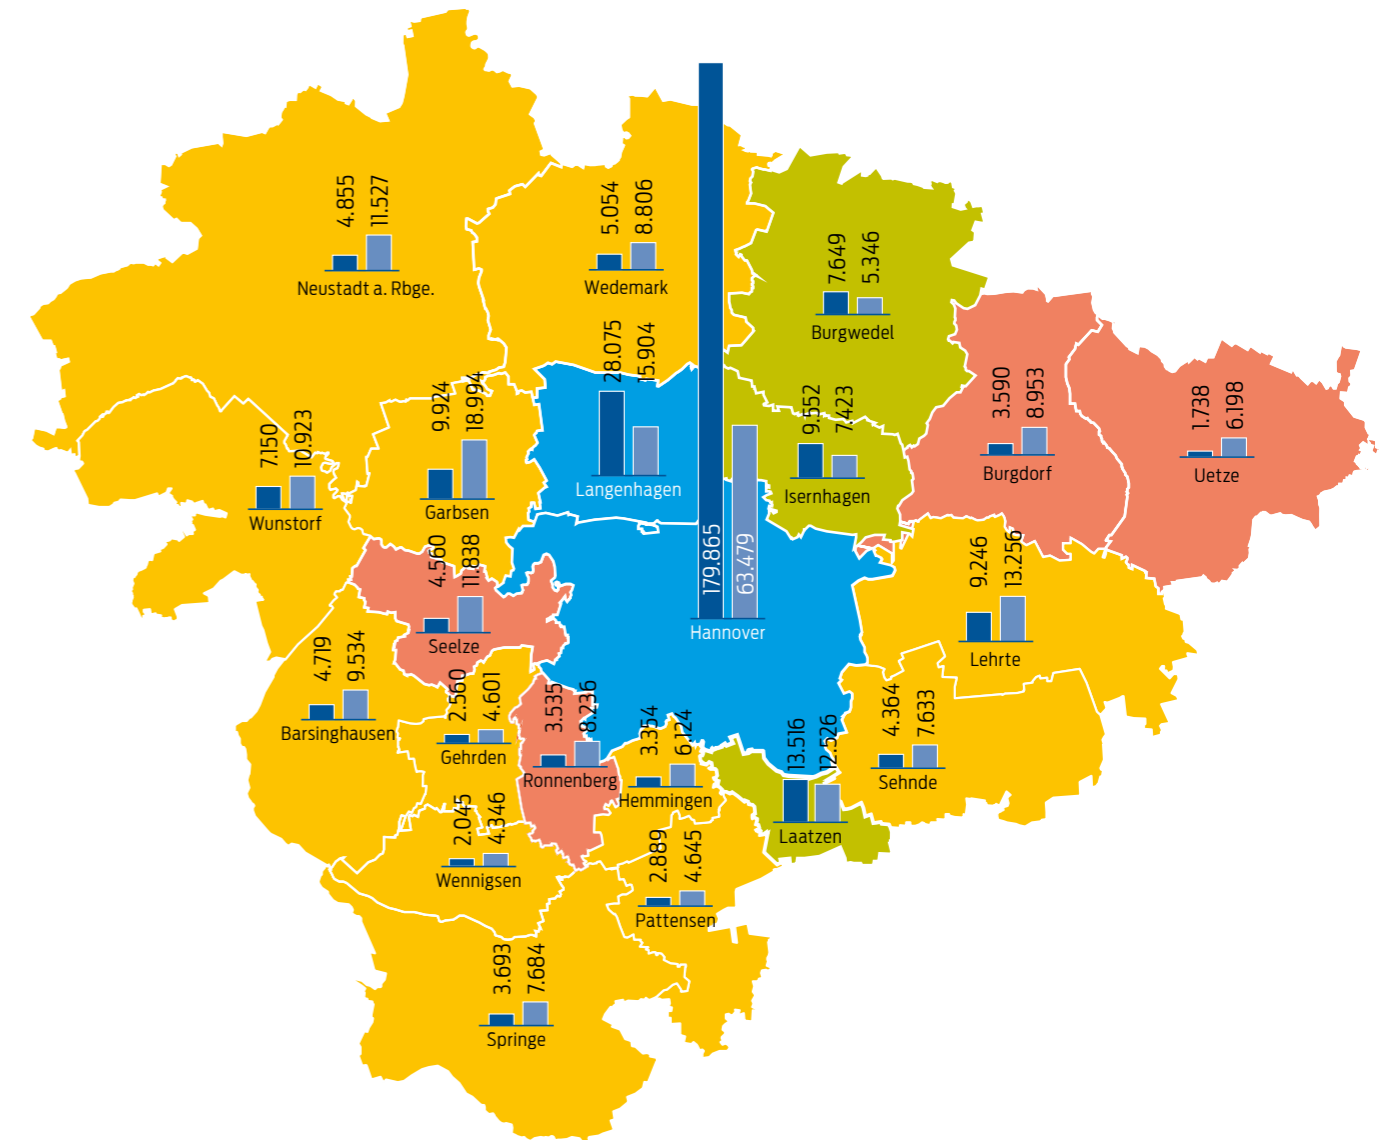 4.855
11.527
Neustadt a. Rbge.
5.054
8.806
Wedemark
7.649
5.346
Burgwedel
28.075
15.904
Langenhagen
9.924
18.994
Garbsen
7.150
10.923
Wunstorf
9.552
7.423
Isernhagen
3.590
8.953
Burgdorf
1.738
6.198
Uetze
179.865
63.479
Hannover
4.560
11.838
Seelze
9.246
13.256
Lehrte
4.719
9.534
Barsinghausen
2.560
4.601
Gehrden
3.535
8.236
Ronnenberg
3.354
6.124
Hemmingen
13.516
12.526
Laatzen
4.364
7.633
Sehnde
2.045
4.346
Wennigsen
2.889
4.645
Pattensen
3.693
7.684
Springe